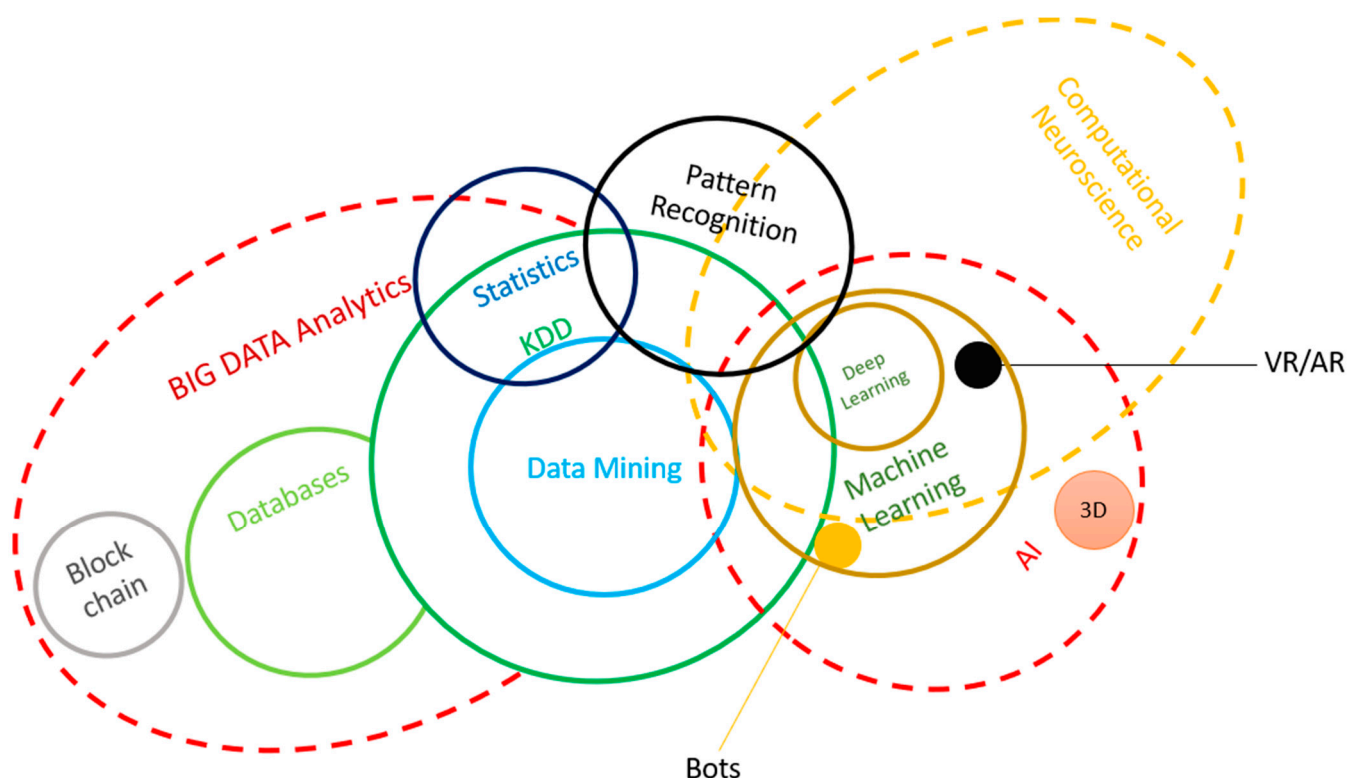 Computational
Neuroscience
Pattern
Recognition
Statistics
BIG DATA Analytics
KDD
VR/AR
Deep
Learning
Data Mining
Machine
Learning
Databases
3D
AI
Block
chain
Bots